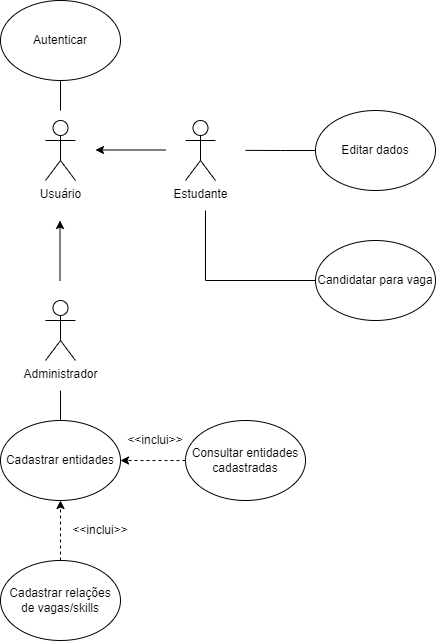 Autenticar
Usuário
Estudante
Editar dados
Candidatar para vaga
Administrador
<<inclui>>
Cadastrar entidades
Consultar entidades
cadastradas
<<inclui>>
Cadastrar relações
de vagas/skills